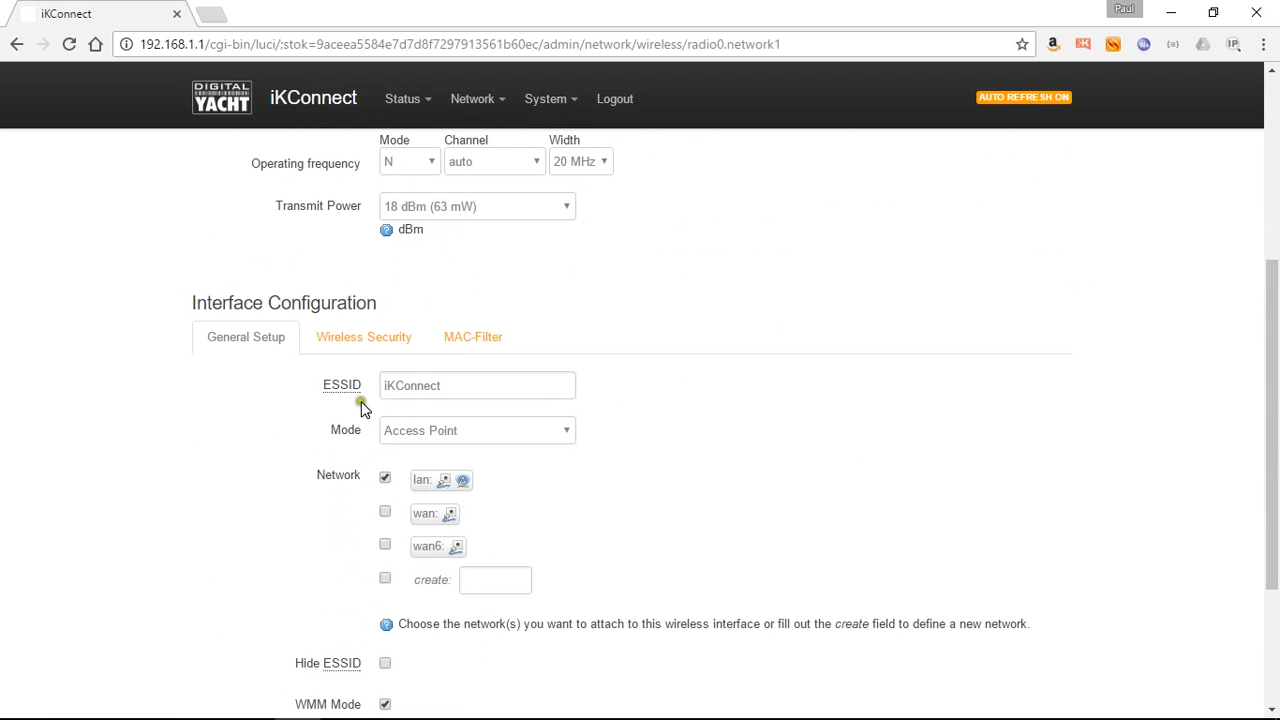 iKConnect
Paul
192.168.1.1/cgi-bin/luci/;stok=9aceea5584e7d7d8f7297913561b60ec/admin/network/wireless/radio0.network1
DIGITAL
YACHT
iKConnect
Status
Network
System
Logout
AUTO REFRESH ON
Mode Channel Width
Operating frequency N auto 20 MHz
Transmit Power 18 dBm (63 mW)
dBm
Interface Configuration
General Setup Wireless Security MAC-Filter
ESSID iKConnect
Mode Access Point
Network lan:
wan:
wan6:
create:
Choose the network(s) you want to attach to this wireless interface or fill out the create field to define a new network.
Hide ESSID
WMM Mode